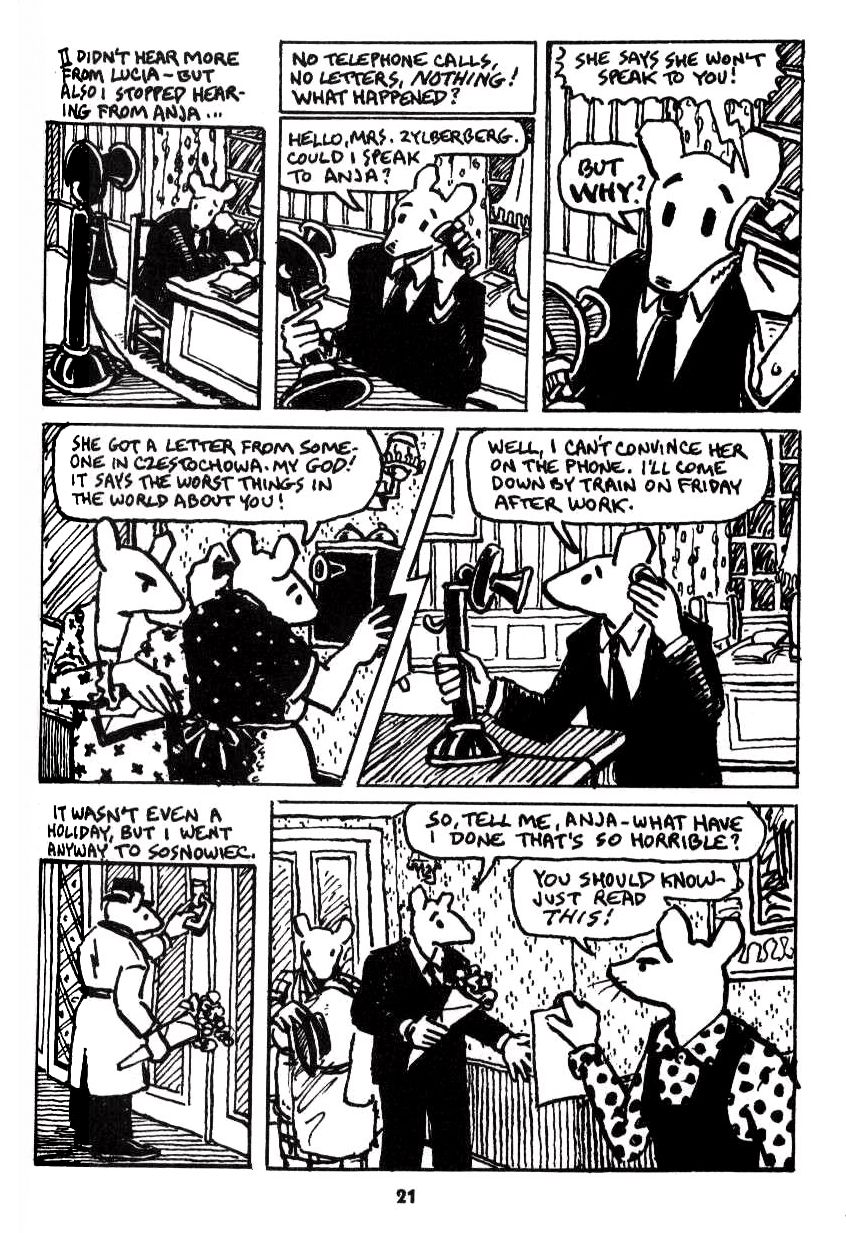 I DIDN'T HEAR MORE
FROM LUCIA – BUT
ALSO I STOPPED HEAR-
ING FROM ANJA ...
NO TELEPHONE CALLS,
NO LETTERS, NOTHING!
WHAT HAPPENED?
HELLO, MRS. ZYLBERBERG.
COULD I SPEAK
TO ANJA?
SHE SAYS SHE WON'T
SPEAK TO YOU!
BUT
WHY?
SHE GOT A LETTER FROM SOME-
ONE IN CZESTOCHOWA. MY GOD!
IT SAYS THE WORST THINGS IN
THE WORLD ABOUT YOU!
WELL, I CAN'T CONVINCE HER
ON THE PHONE. I'LL COME
DOWN BY TRAIN ON FRIDAY
AFTER WORK.
IT WASN'T EVEN A
HOLIDAY, BUT I WENT
ANYWAY TO SOSNOWIEC.
SO, TELL ME, ANJA – WHAT HAVE
I DONE THAT'S SO HORRIBLE?
YOU SHOULD KNOW–
JUST READ
THIS!
21